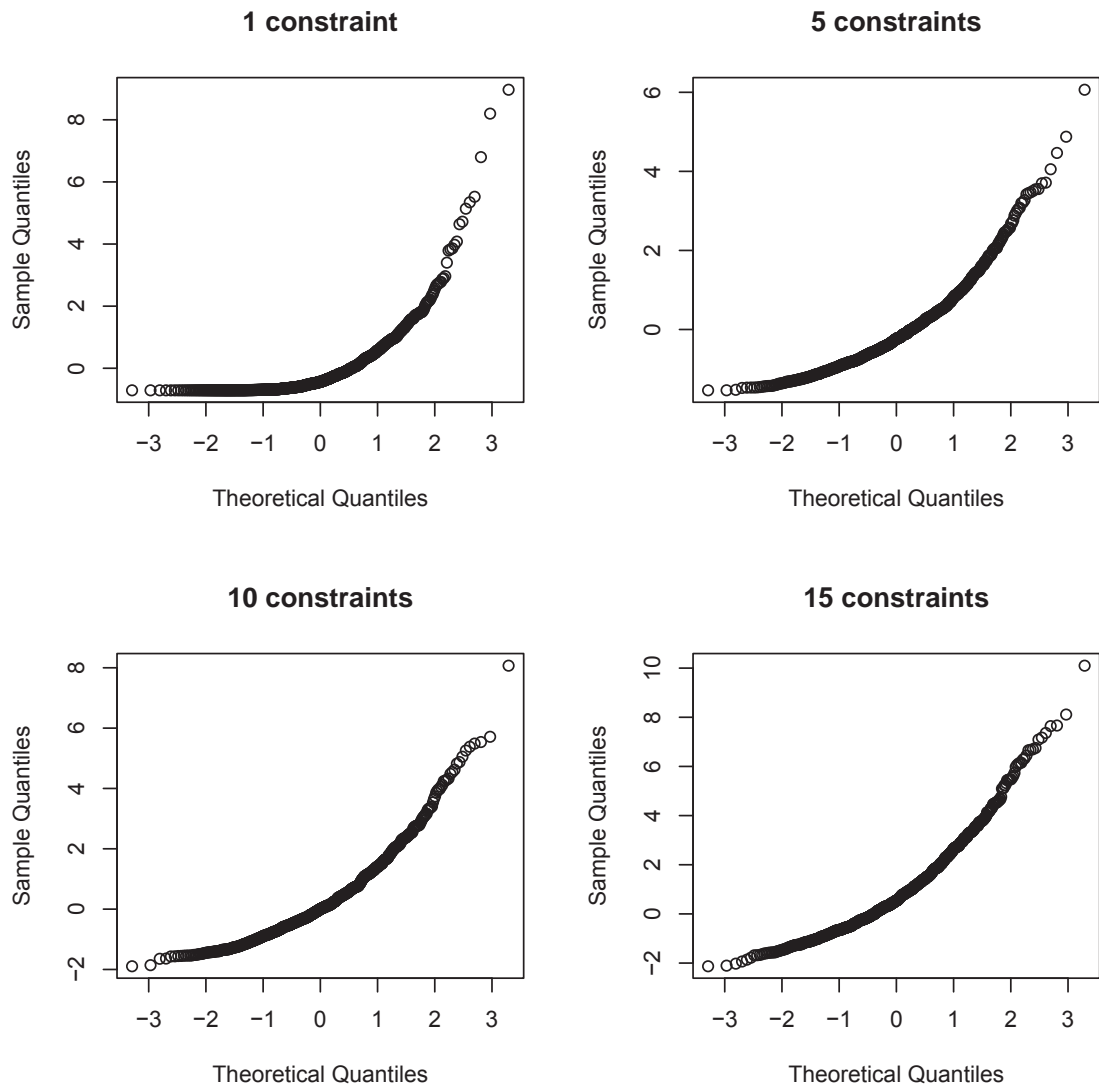 1 constraint
Sample Quantiles
8
6
4
2
0
−3 −2 −1 0 1 2 3
Theoretical Quantiles
5 constraints
Sample Quantiles
6
4
2
0
−3 −2 −1 0 1 2 3
Theoretical Quantiles
10 constraints
Sample Quantiles
8
6
4
2
0
−2
−3 −2 −1 0 1 2 3
Theoretical Quantiles
15 constraints
Sample Quantiles
10
8
6
4
2
0
−2
−3 −2 −1 0 1 2 3
Theoretical Quantiles